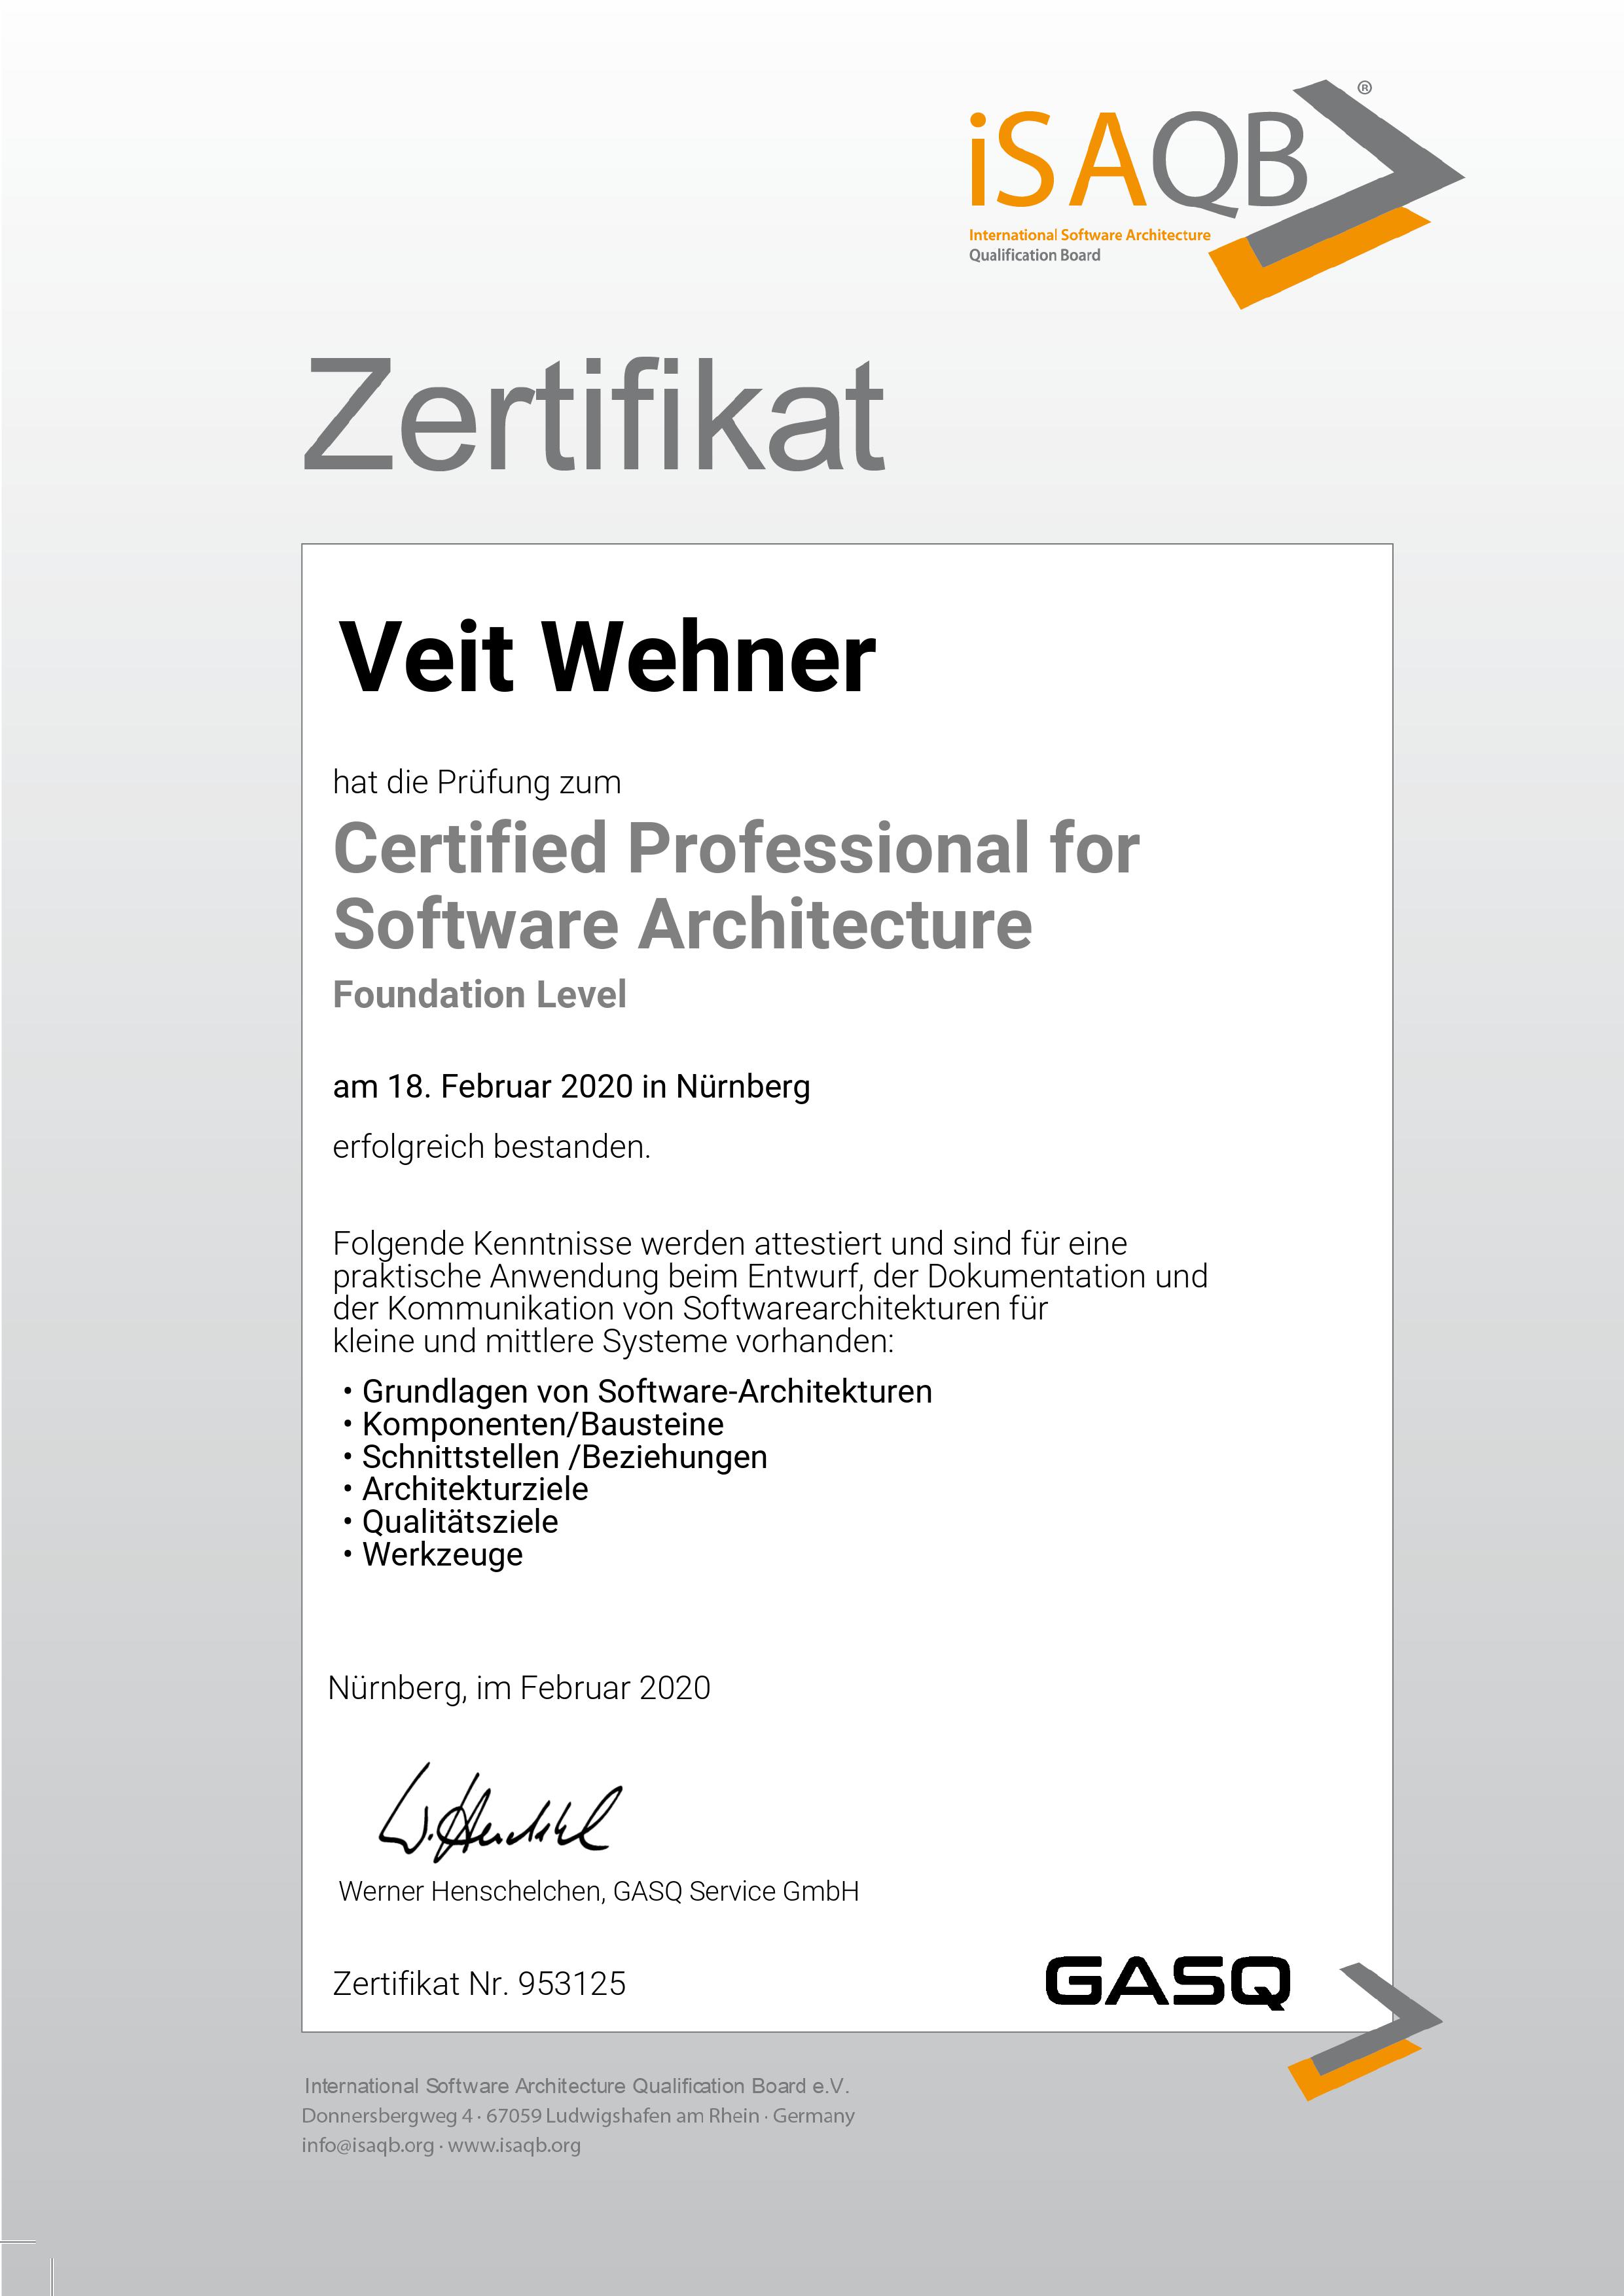 iSAQB®
International Software Architecture
Qualification Board
Zertifikat
Veit Wehner
hat die Prüfung zum
Certified Professional for
Software Architecture
Foundation Level
am 18. Februar 2020 in Nürnberg
erfolgreich bestanden.
Folgende Kenntnisse werden attestiert und sind für eine
praktische Anwendung beim Entwurf, der Dokumentation und
der Kommunikation von Softwarearchitekturen für
kleine und mittlere Systeme vorhanden:
• Grundlagen von Software-Architekturen
• Komponenten/Bausteine
• Schnittstellen /Beziehungen
• Architekturziele
• Qualitätsziele
• Werkzeuge
Nürnberg, im Februar 2020
Werner Henschelchen, GASQ Service GmbH
Zertifikat Nr. 953125
GASQ
International Software Architecture Qualification Board e.V.
Donnersbergweg 4 · 67059 Ludwigshafen am Rhein · Germany
info@isaqb.org · www.isaqb.org